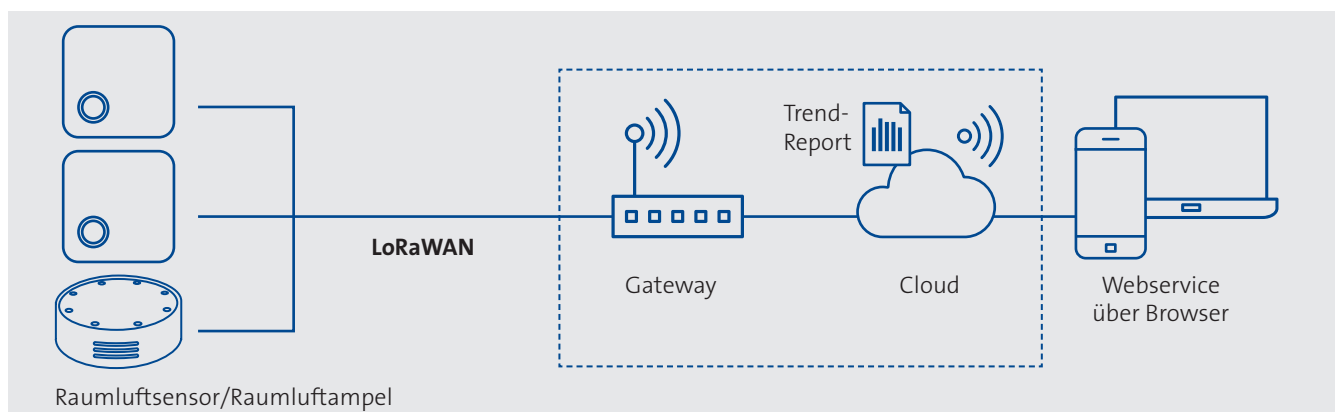 Trend-
Report
LoRaWAN
Gateway
Cloud
Webservice
über Browser
Raumluftsensor/Raumluftampel